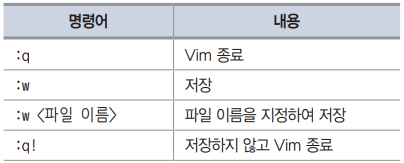 명령어 내용
:q Vim 종료
:w 저장
:w <파일 이름> 파일 이름을 지정하여 저장
:q! 저장하지 않고 Vim 종료